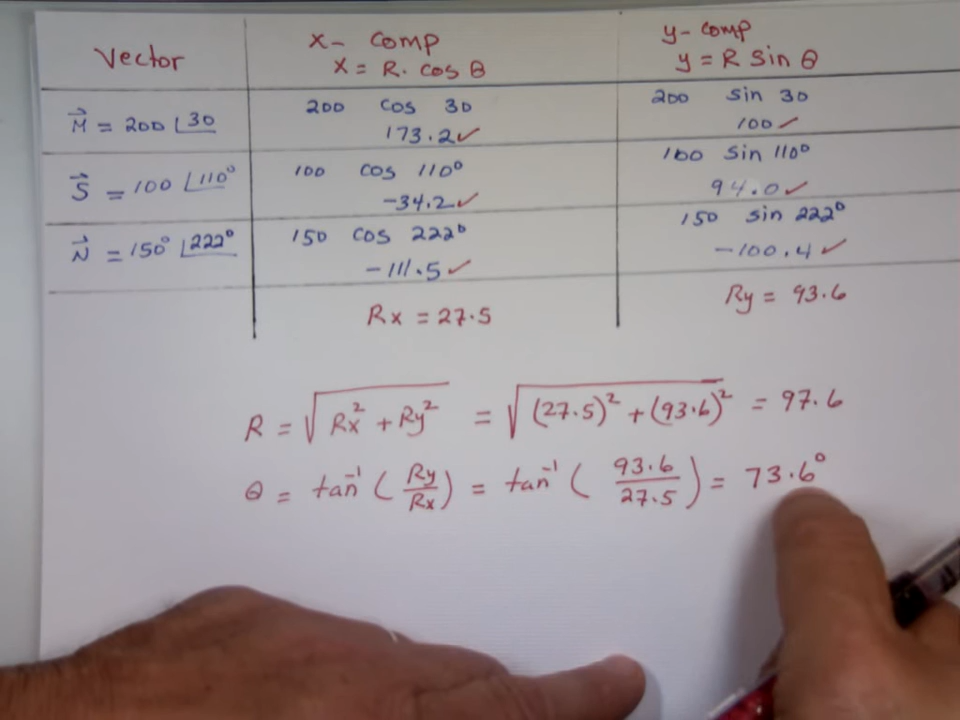 Vector x- comp y- comp
x = R. cos θ y = R sin θ
M⃗ = 200 ∠30 200 cos 30 200 sin 30
173.2✓ 100✓
S⃗ = 100 ∠110° 100 cos 110° 100 sin 110°
-34.2✓ 94.0✓
N⃗ = 150° ∠222° 150 cos 222° 150 sin 222°
-111.5✓ -100.4✓
Rx = 27.5 Ry = 93.6
R = √(Rx² + Ry²) = √((27.5)² + (93.6)²) = 97.6
θ = tan⁻¹ (Ry/Rx) = tan⁻¹ (93.6/27.5) = 73.6°